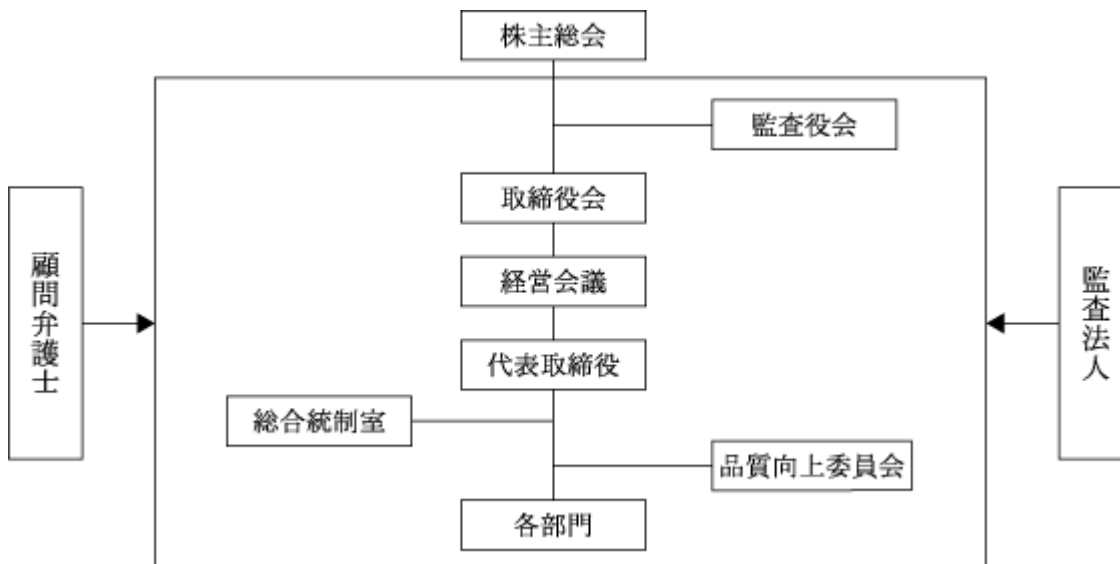 株主総会
監査役会
取締役会
顧問弁護士
監査法人
経営会議
代表取締役
総合統制室
品質向上委員会
各部門